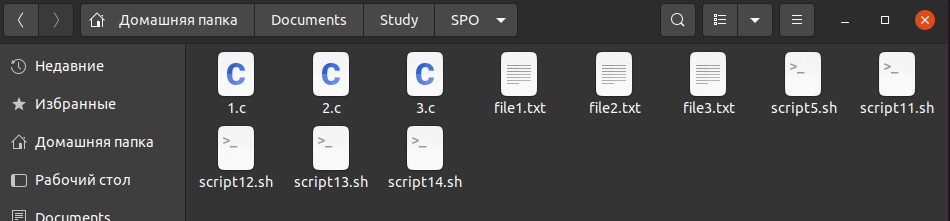 Домашняя папка Documents Study SPO
Недавние
Избранные
Домашняя папка
Рабочий стол
Documents
1.c 2.c 3.c file1.txt file2.txt file3.txt script5.sh script11.sh
script12.sh script13.sh script14.sh